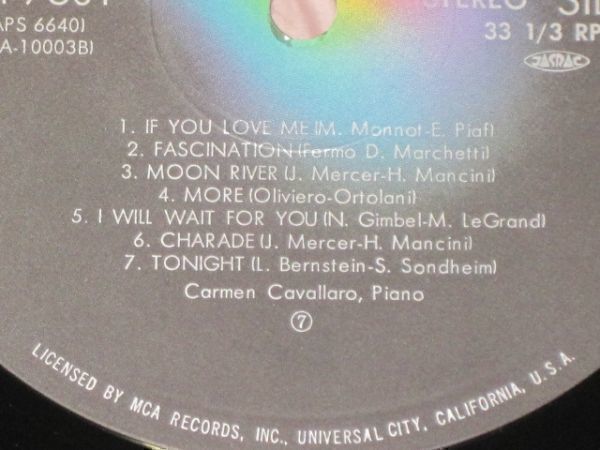 APS 6640)
A-10003B)
STEREO
33 1/3 RP
JASRAC
1. IF YOU LOVE ME(M. Monnot-E. Piaf)
2. FASCINATION(Fermo D. Marchetti)
3. MOON RIVER(J. Mercer-H. Mancini)
4. MORE(Oliviero-Ortolani)
5. I WILL WAIT FOR YOU(N. Gimbel-M. LeGrand)
6. CHARADE(J. Mercer-H. Mancini)
7. TONIGHT(L. Bernstein-S. Sondheim)
Carmen Cavallaro, Piano
⑦
LICENSED BY MCA RECORDS, INC., UNIVERSAL CITY, CALIFORNIA, U.S.A.